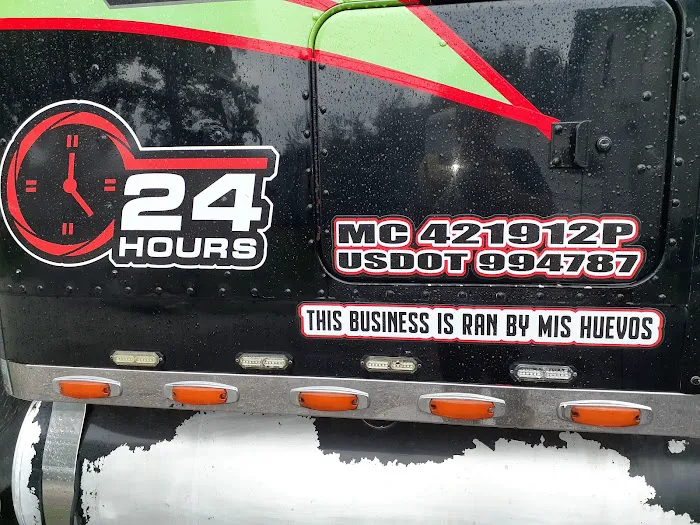 24
HOURS
MC 421912P
USDOT 994787
THIS BUSINESS IS RAN BY MIS HUEVOS